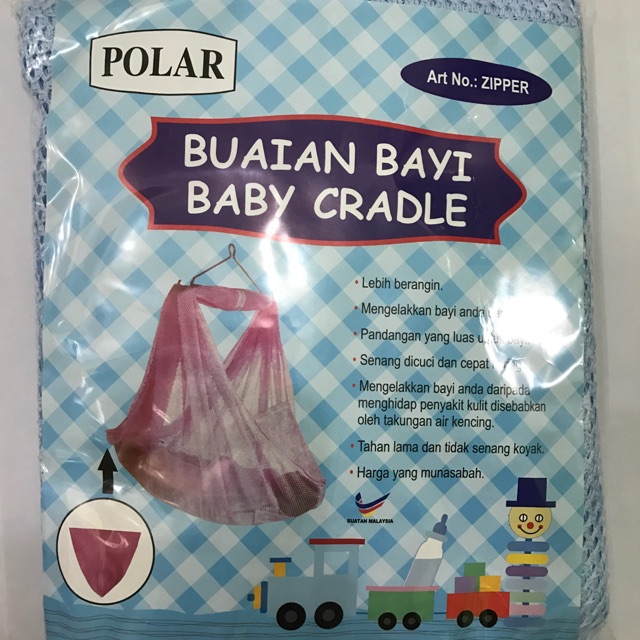 POLAR
Art No.: ZIPPER
BUAIAN BAYI
BABY CRADLE
• Lebih berangin.
• Mengelakkan bayi anda
• Pandangan yang luas
• Senang dicuci dan cepat
• Mengelakkan bayi anda daripada
menghidap penyakit kulit disebabkan
oleh takungan air kencing.
• Tahan lama dan tidak senang koyak.
• Harga yang munasabah.
BUATAN MALAYSIA